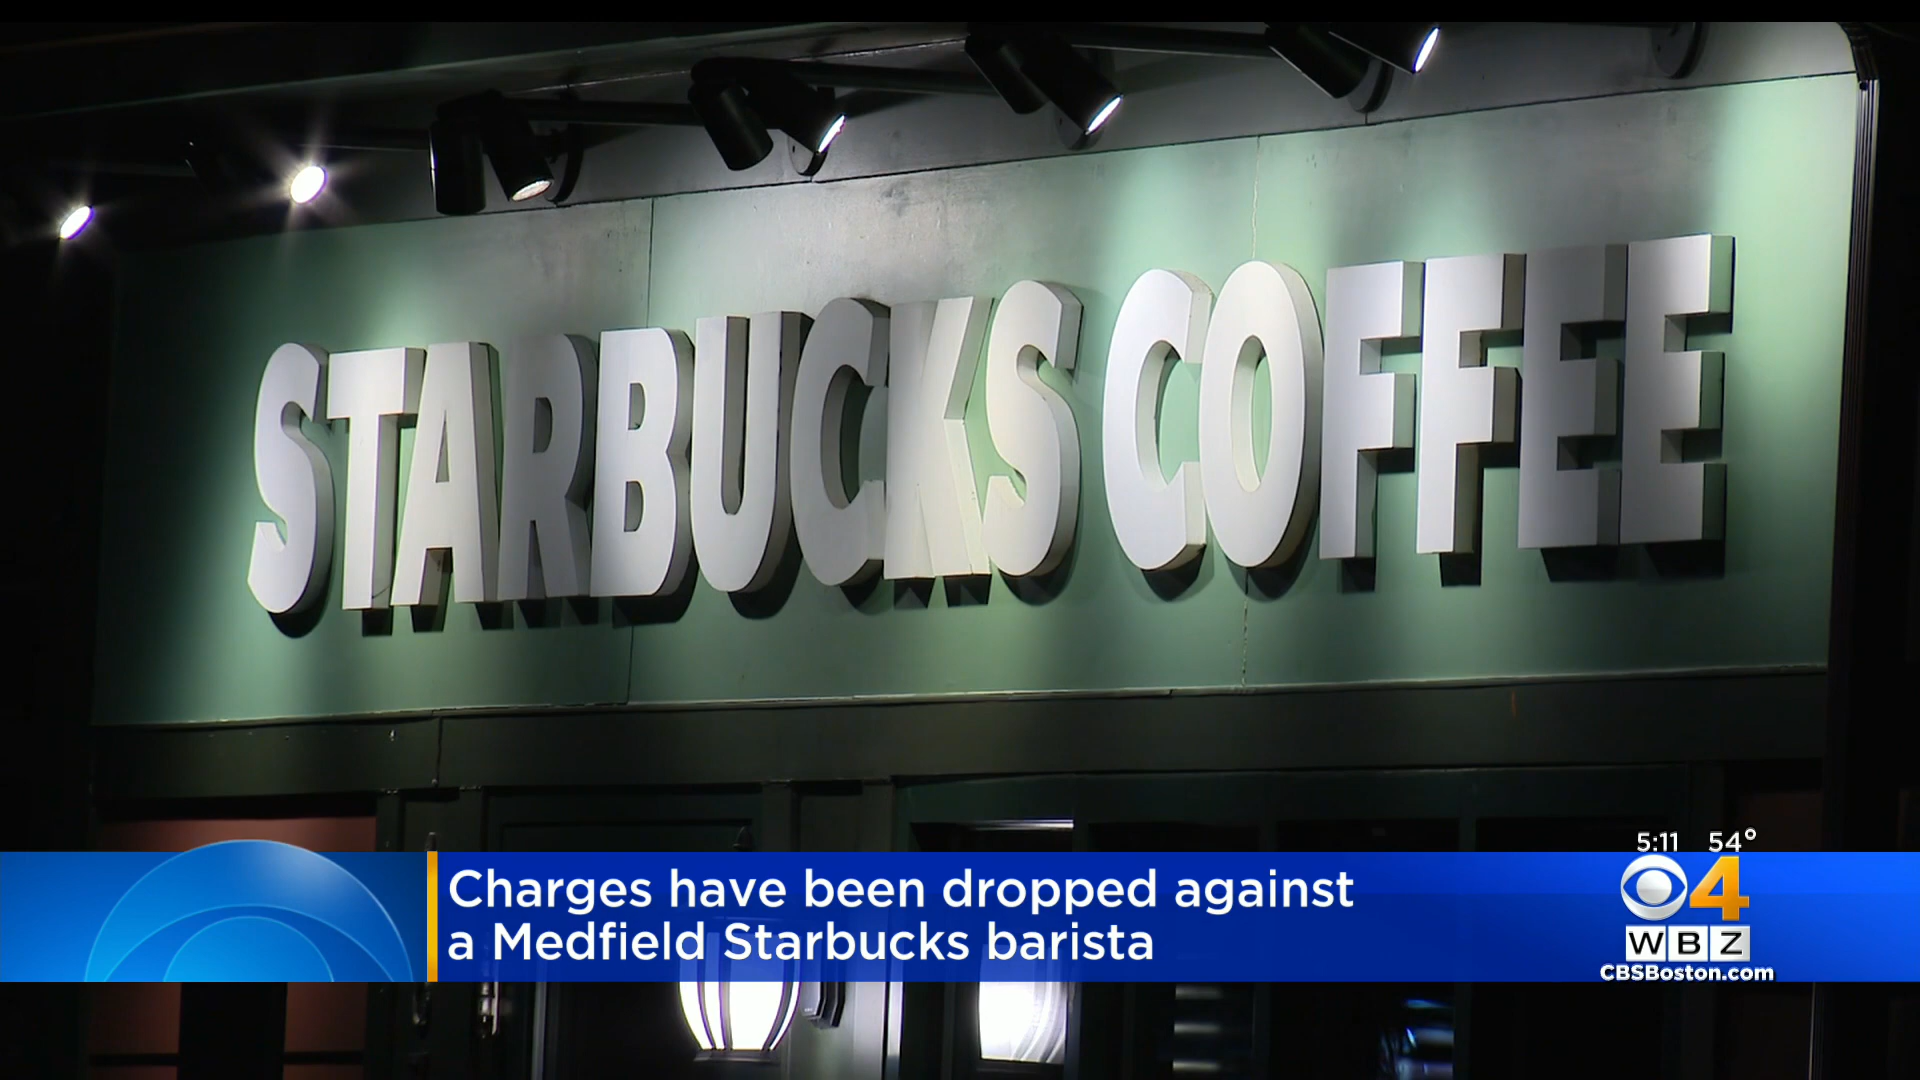 STARBUCKS COFFEE
5:11 54°
Charges have been dropped against
a Medfield Starbucks barista
4
WBZ
CBSBoston.com